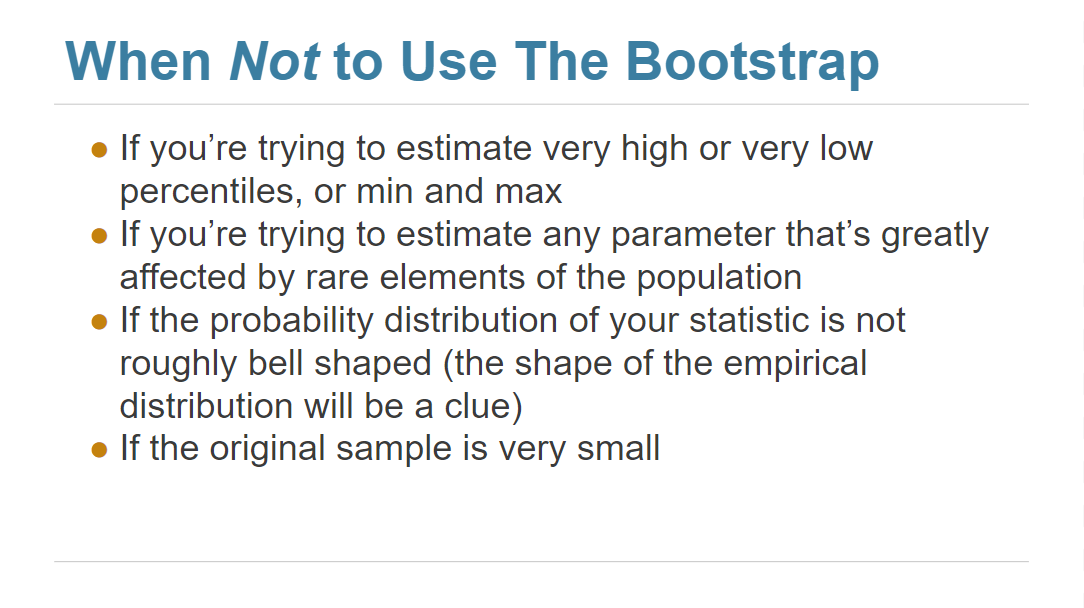 When Not to Use The Bootstrap
● If you’re trying to estimate very high or very low
percentiles, or min and max
● If you’re trying to estimate any parameter that’s greatly
affected by rare elements of the population
● If the probability distribution of your statistic is not
roughly bell shaped (the shape of the empirical
distribution will be a clue)
● If the original sample is very small